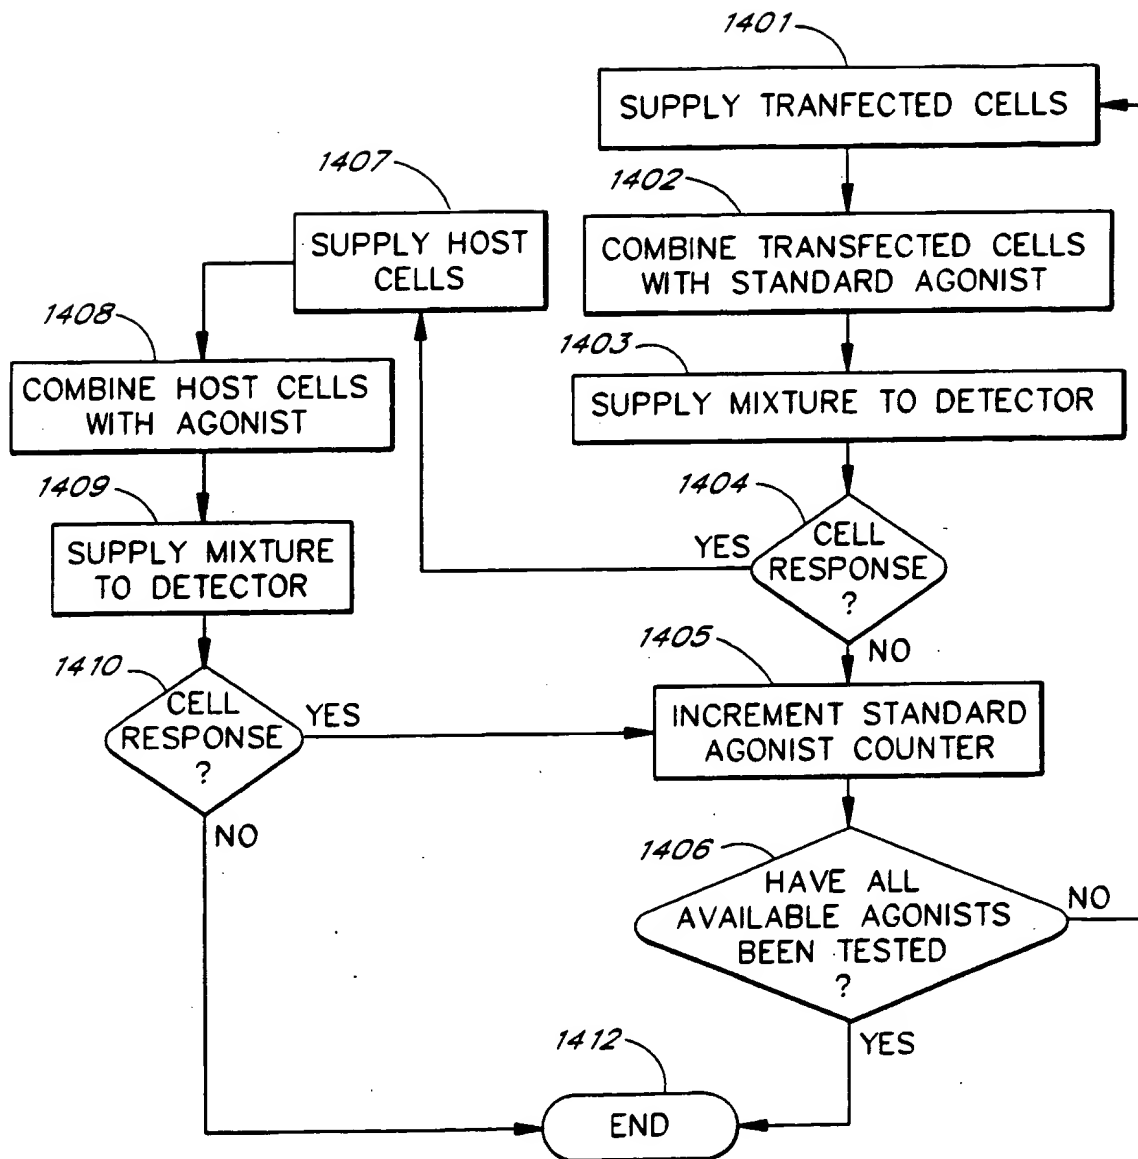 1401
SUPPLY TRANFECTED CELLS
1402
COMBINE TRANSFECTED CELLS
WITH STANDARD AGONIST
1403
SUPPLY MIXTURE TO DETECTOR
1404
CELL
RESPONSE
?
YES
NO
1407
SUPPLY HOST
CELLS
1408
COMBINE HOST CELLS
WITH AGONIST
1409
SUPPLY MIXTURE
TO DETECTOR
1410
CELL
RESPONSE
?
YES
NO
1405
INCREMENT STANDARD
AGONIST COUNTER
1406
HAVE ALL
AVAILABLE AGONISTS
BEEN TESTED
?
NO
YES
1412
END